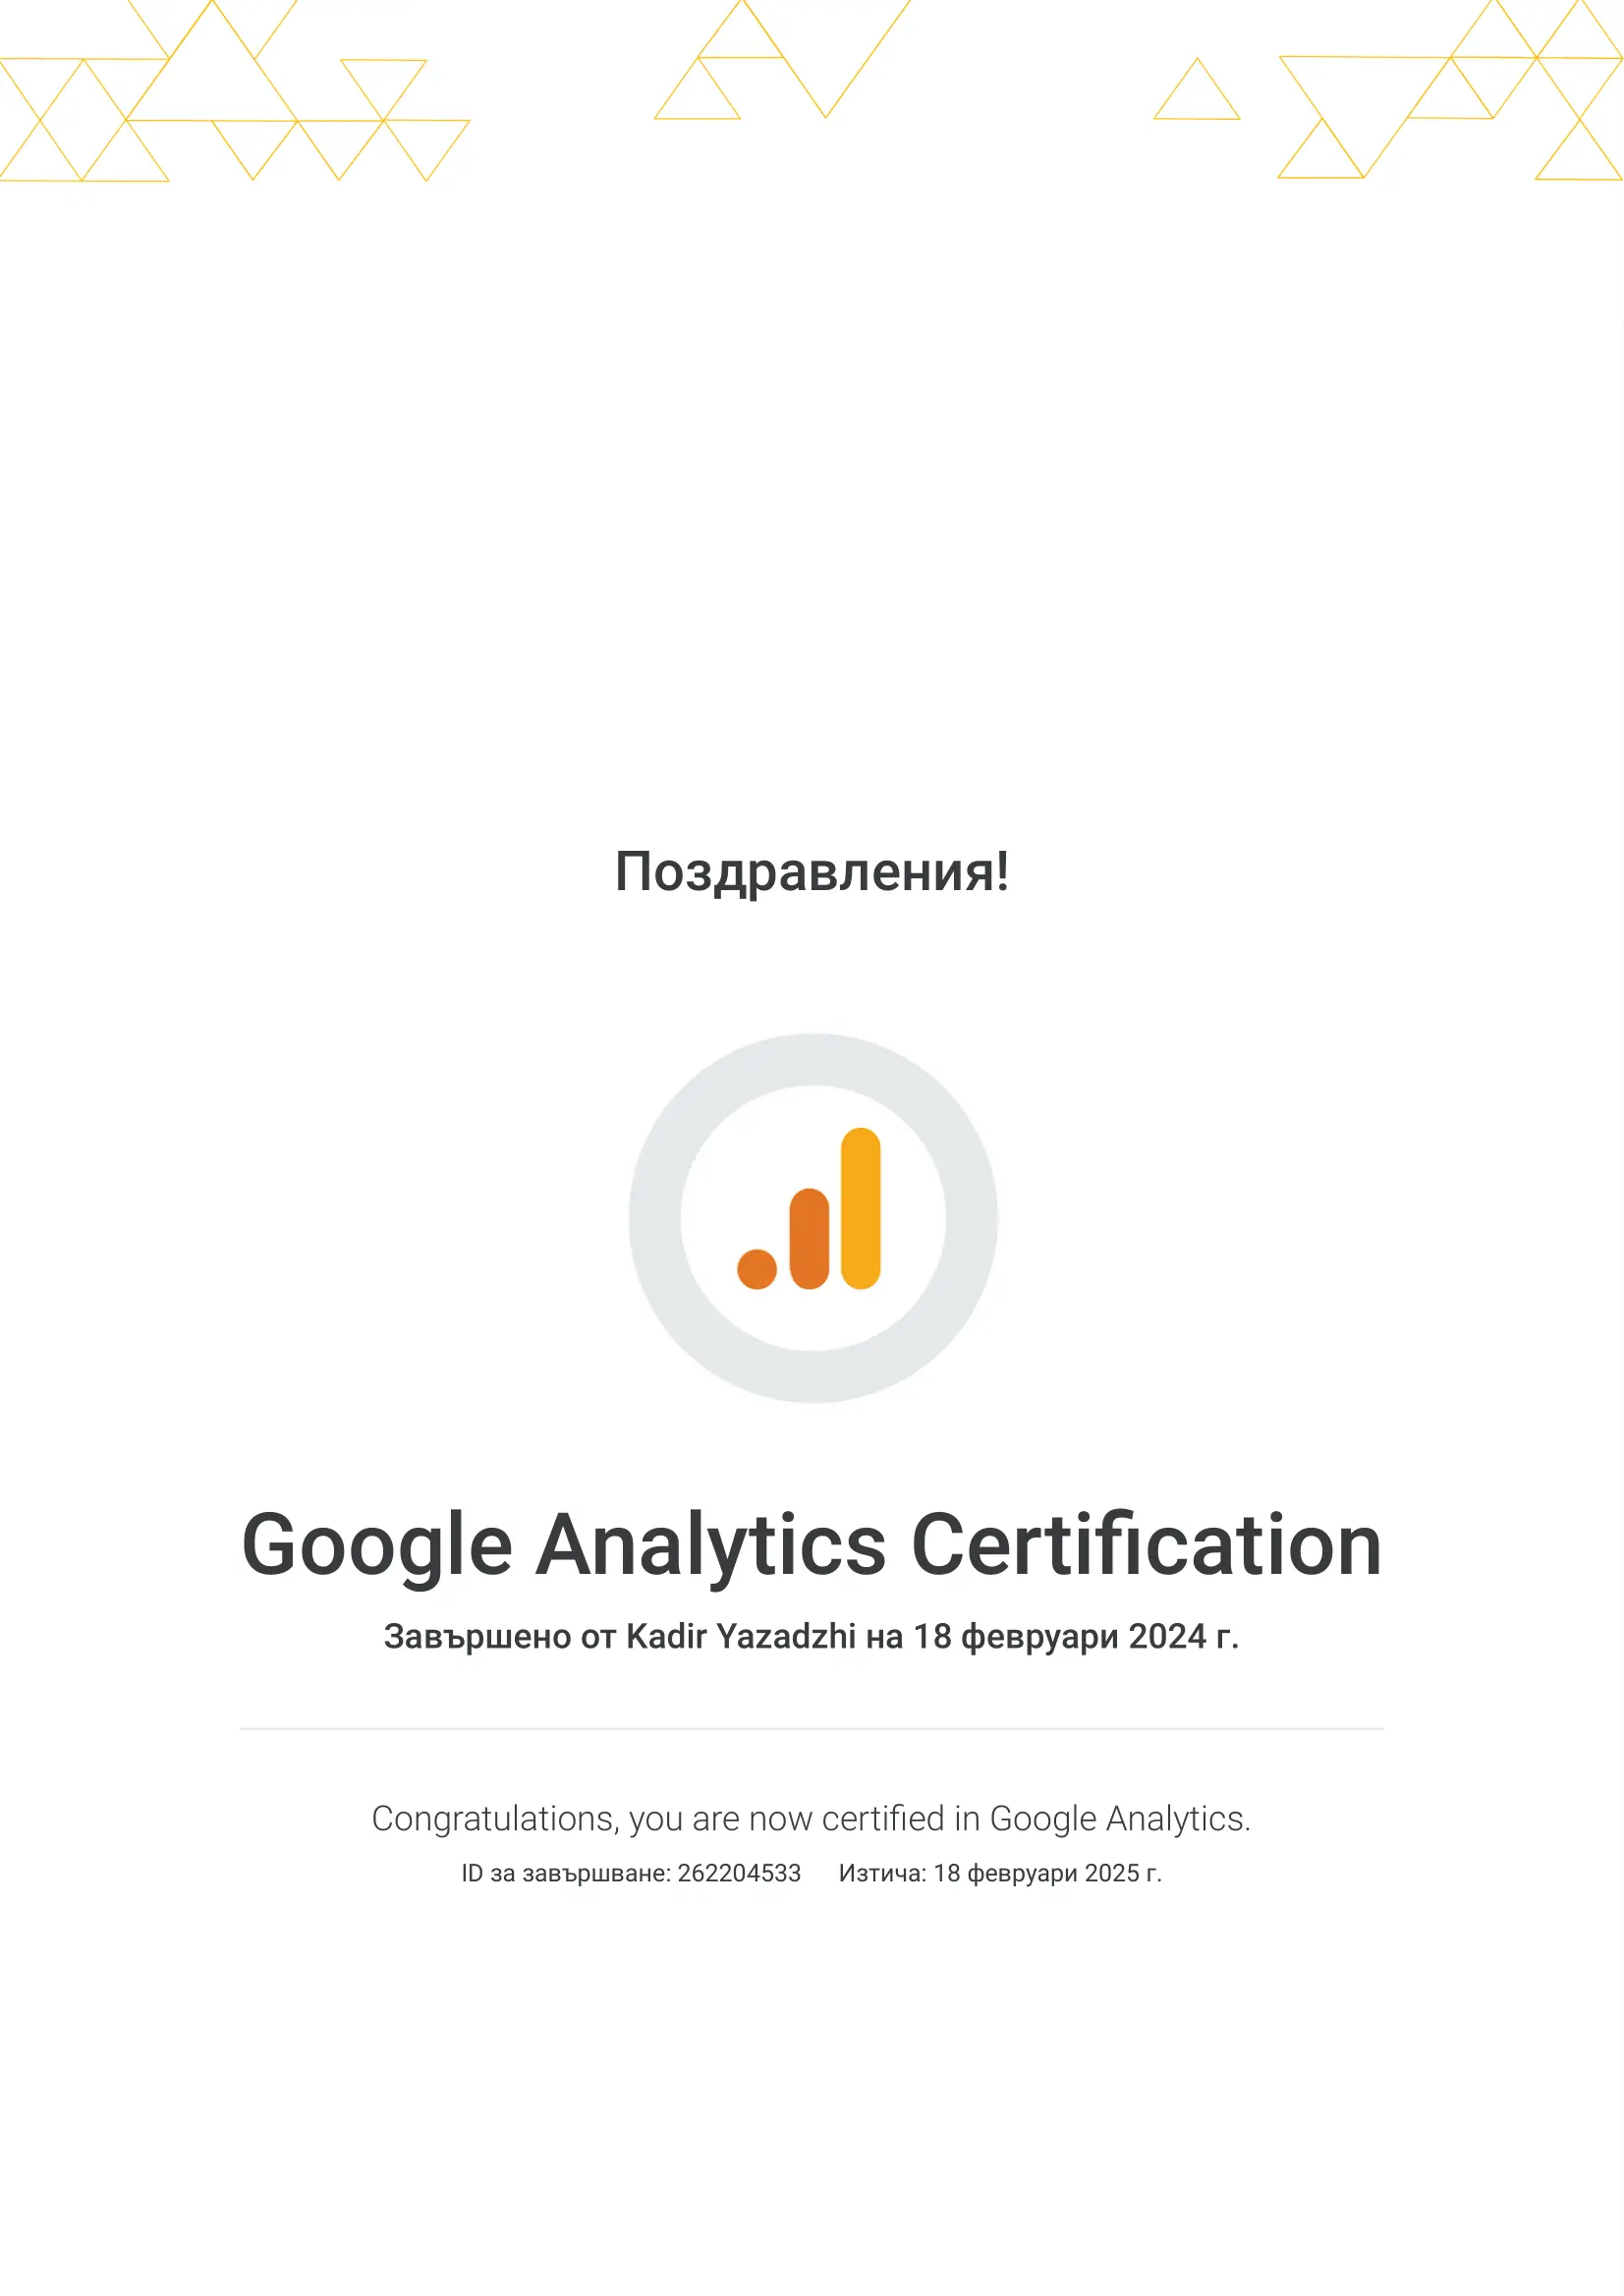 Поздравления!
Google Analytics Certification
Завършено от Kadir Yazadzhi на 18 февруари 2024 г.
Congratulations, you are now certified in Google Analytics.
ID за завършване: 262204533 Изтича: 18 февруари 2025 г.